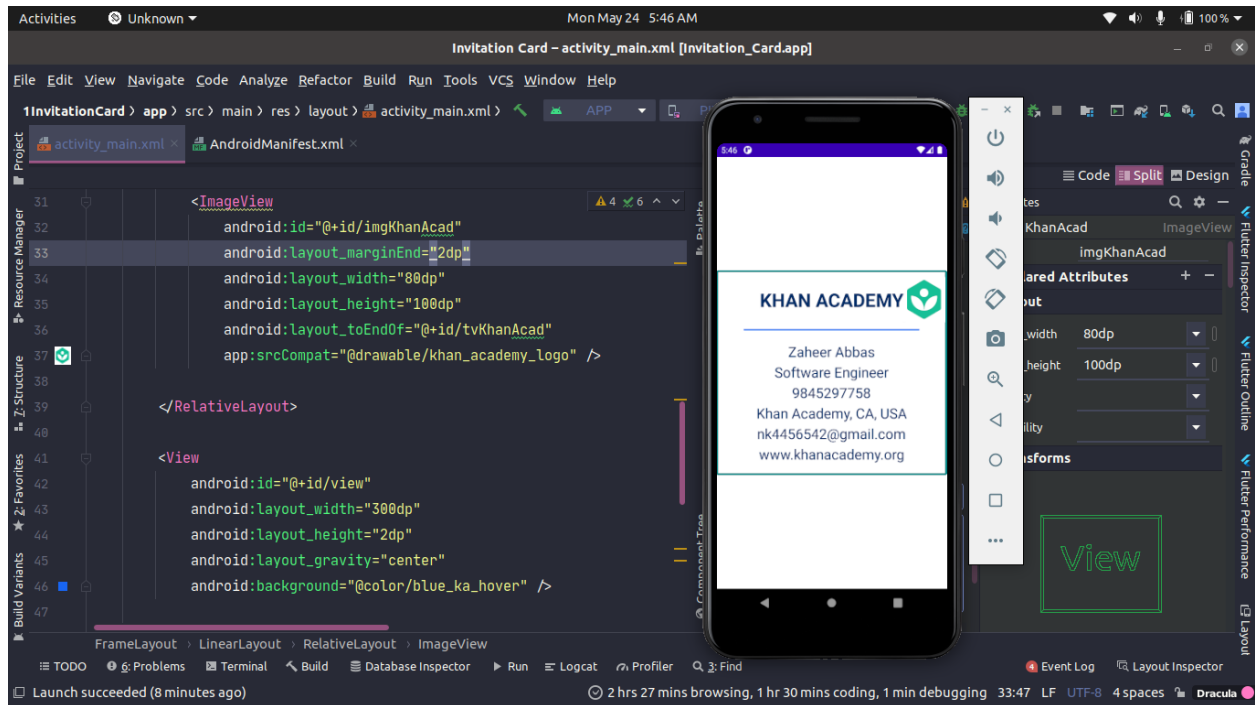 Activities Unknown Mon May 24 5:46 AM 100 %
Invitation Card – activity_main.xml [Invitation_Card.app]
File Edit View Navigate Code Analyze Refactor Build Run Tools VCS Window Help
1InvitationCard app src main res layout activity_main.xml APP
activity_main.xml AndroidManifest.xml
Code Split Design
31 <ImageView 4 6
32 android:id="@+id/imgKhanAcad"
33 android:layout_marginEnd="2dp"
34 android:layout_width="80dp"
35 android:layout_height="100dp"
36 android:layout_toEndOf="@+id/tvKhanAcad"
37 app:srcCompat="@drawable/khan_academy_logo" />
38
39 </RelativeLayout>
40
41 <View
42 android:id="@+id/view"
43 android:layout_width="300dp"
44 android:layout_height="2dp"
45 android:layout_gravity="center"
46 android:background="@color/blue_ka_hover" />
47
FrameLayout › LinearLayout › RelativeLayout › ImageView
Project
Resource Manager
Z: Structure
2: Favorites
Build Variants
Palette
Component Tree
5:46
KHAN ACADEMY
Zaheer Abbas
Software Engineer
9845297758
Khan Academy, CA, USA
nk4456542@gmail.com
www.khanacademy.org
KhanAcad ImageView
imgKhanAcad
_width 80dp
_height 100dp
View
Gradle
Flutter Inspector
Flutter Outline
Flutter Performance
Layout
TODO 6: Problems Terminal Build Database Inspector Run Logcat Profiler 3: Find 4 Event Log Layout Inspector
Launch succeeded (8 minutes ago) 2 hrs 27 mins browsing, 1 hr 30 mins coding, 1 min debugging 33:47 LF UTF-8 4 spaces Dracula